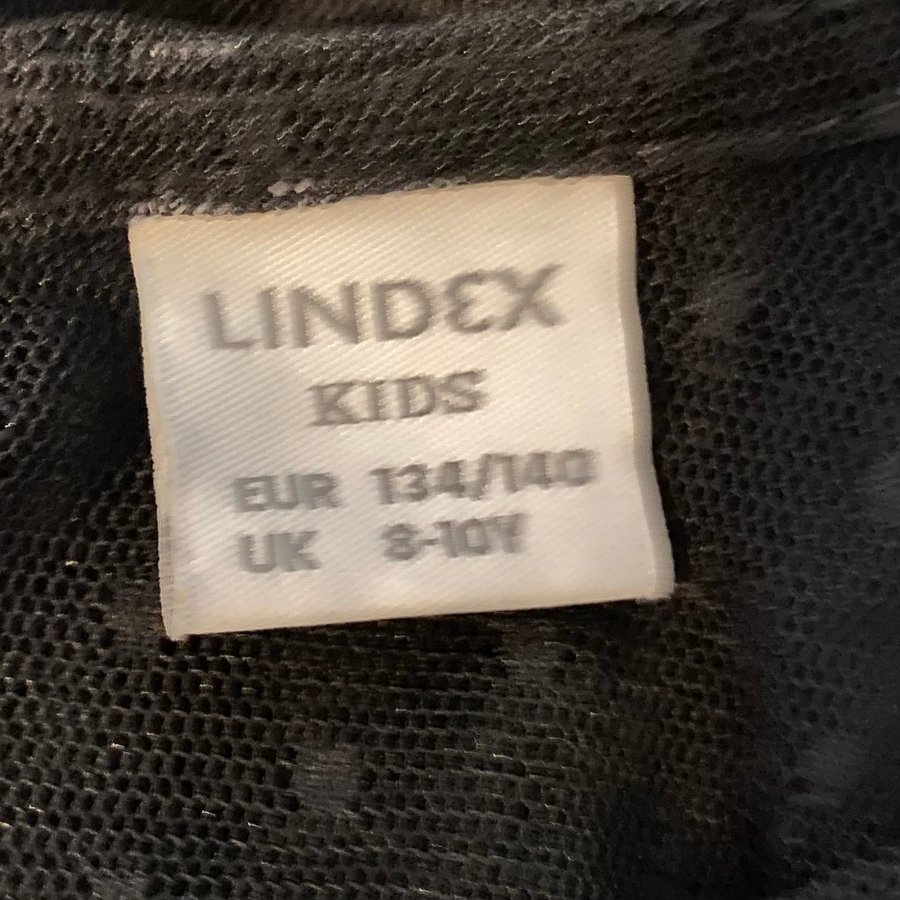 LINDEX
KIDS
EUR 134/140
UK 8-10Y